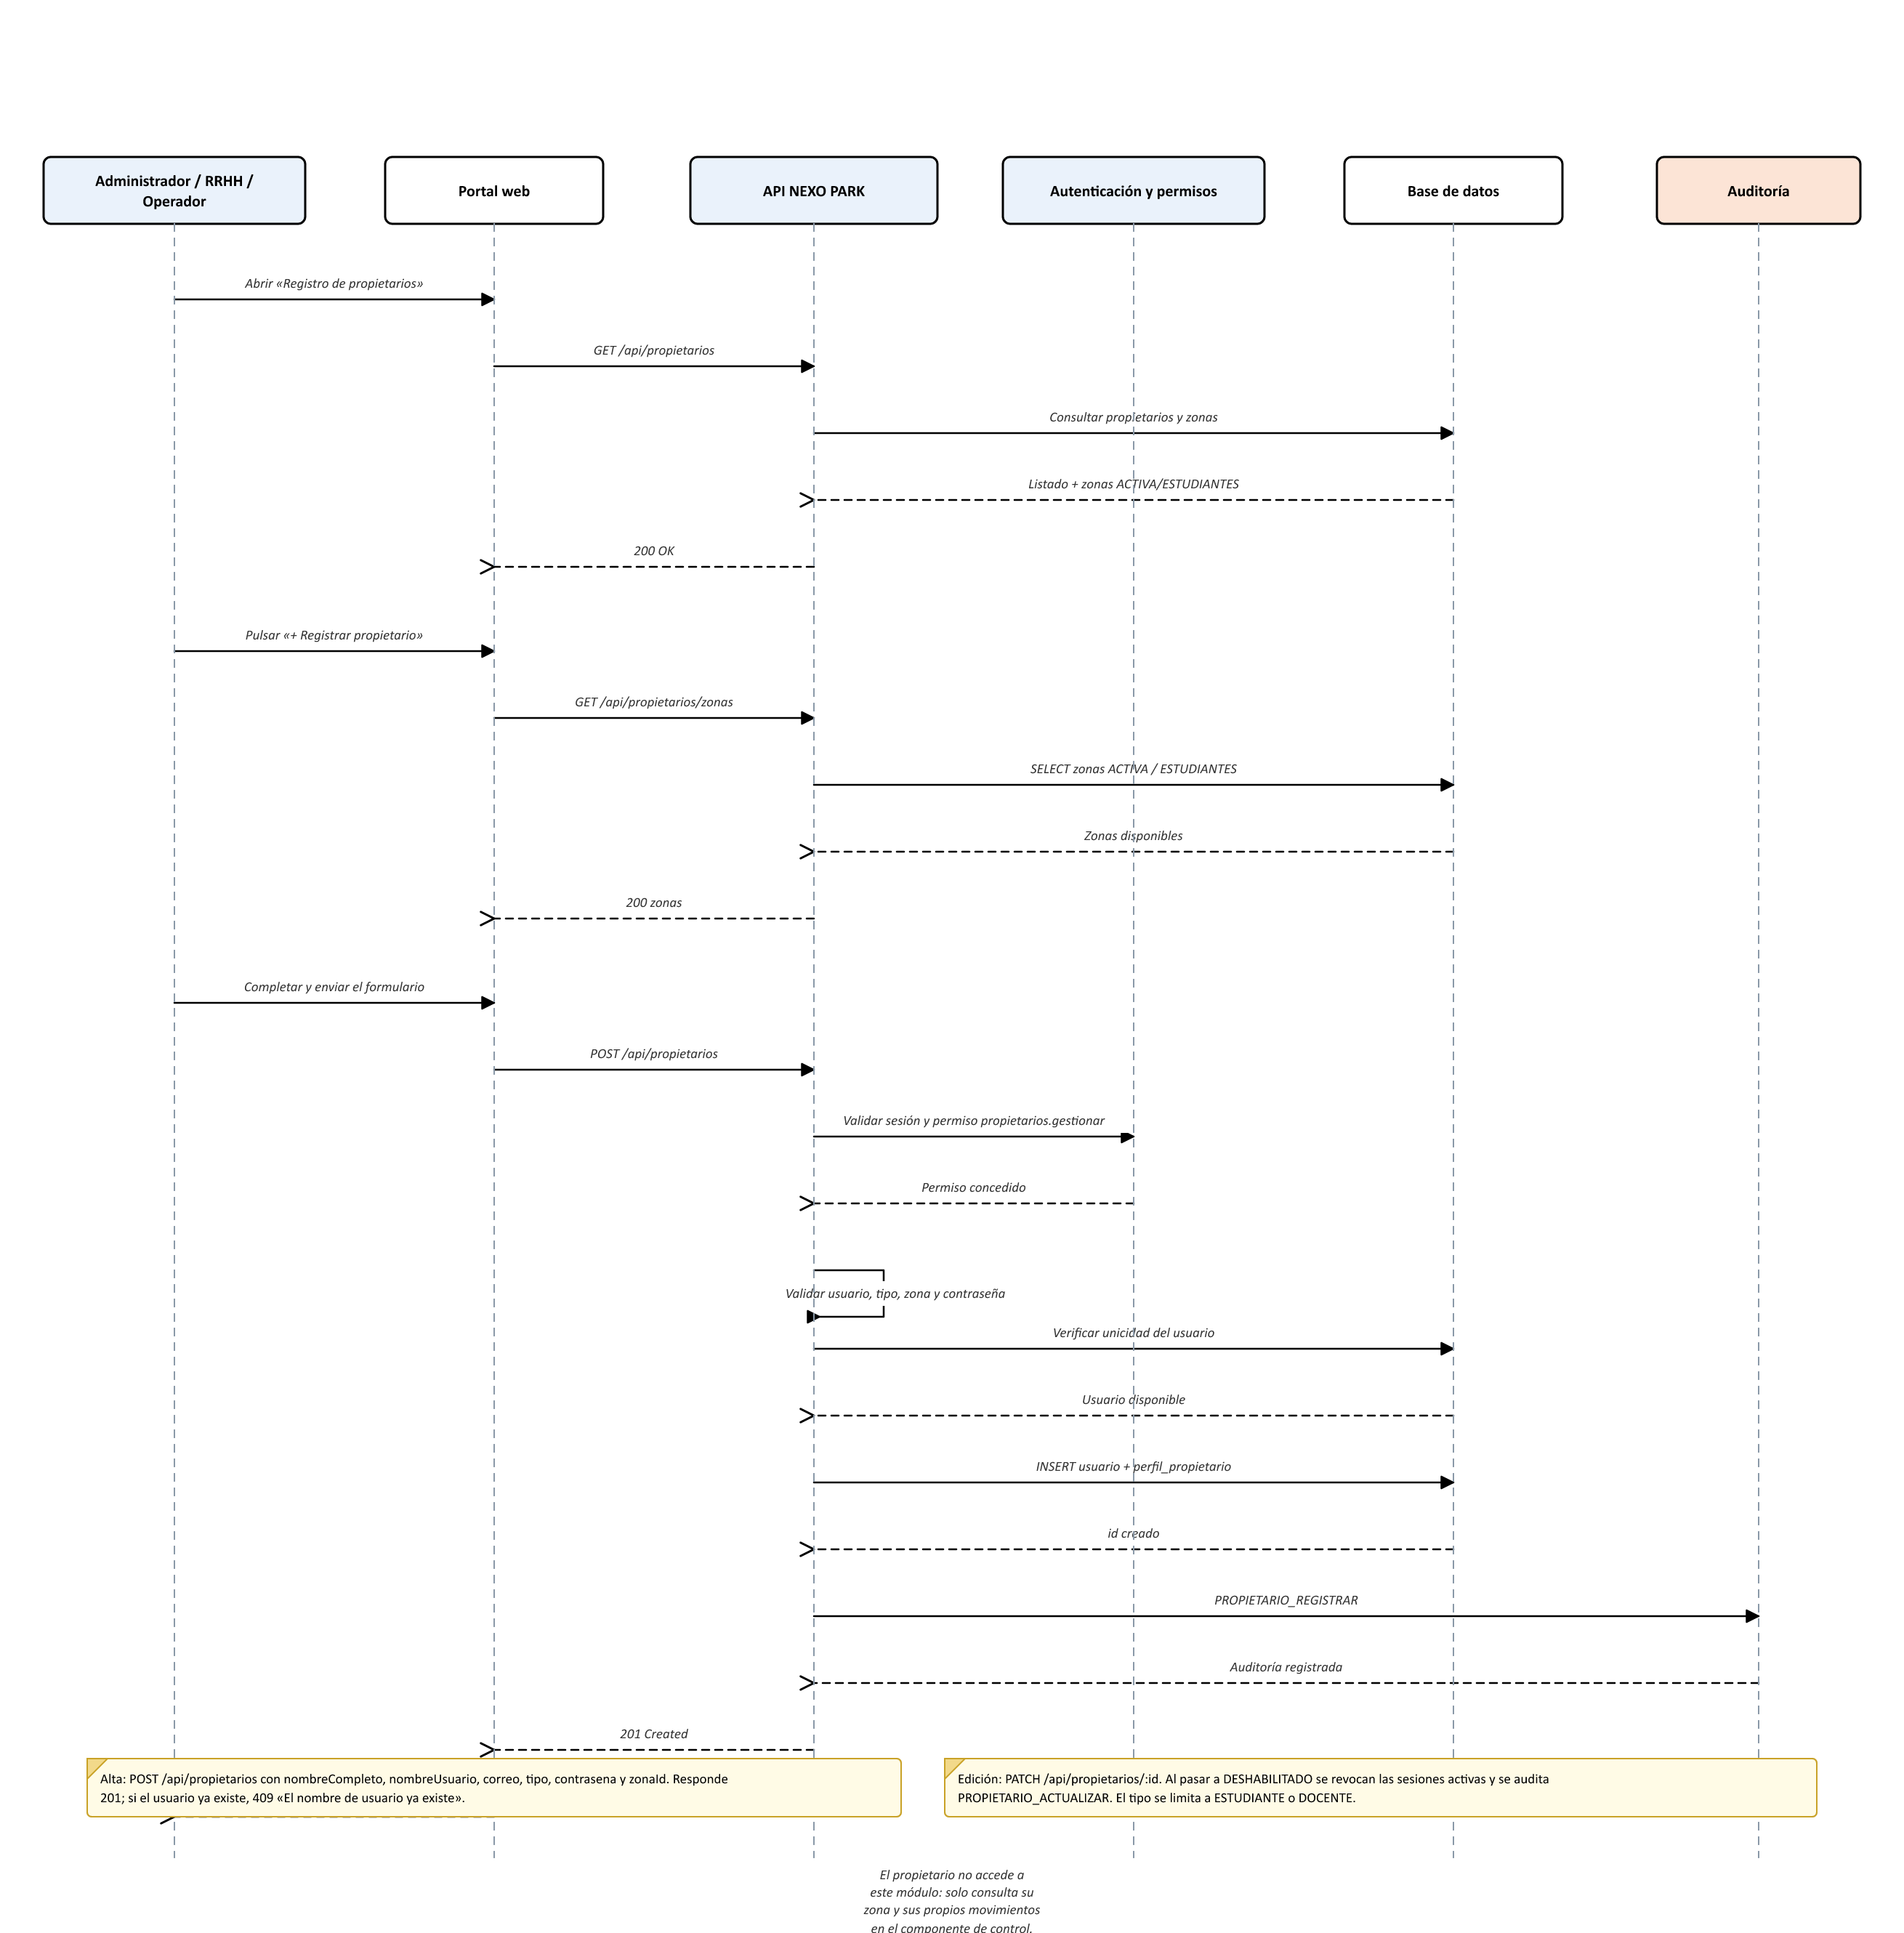 Administrador / RRHH /
Operador
Portal web
API NEXO PARK
Autenticación y permisos
Base de datos
Auditoría
Abrir «Registro de propietarios»
GET /api/propietarios
Consultar propietarios y zonas
Listado + zonas ACTIVA/ESTUDIANTES
200 OK
Pulsar «+ Registrar propietario»
GET /api/propietarios/zonas
SELECT zonas ACTIVA / ESTUDIANTES
Zonas disponibles
200 zonas
Completar y enviar el formulario
POST /api/propietarios
Validar sesión y permiso propietarios.gestionar
Permiso concedido
Validar usuario, tipo, zona y contraseña
Verificar unicidad del usuario
Usuario disponible
INSERT usuario + perfil_propietario
id creado
PROPIETARIO_REGISTRAR
Auditoría registrada
201 Created
Alta: POST /api/propietarios con nombreCompleto, nombreUsuario, correo, tipo, contrasena y zonaId. Responde
201; si el usuario ya existe, 409 «El nombre de usuario ya existe».
Edición: PATCH /api/propietarios/:id. Al pasar a DESHABILITADO se revocan las sesiones activas y se audita
PROPIETARIO_ACTUALIZAR. El tipo se limita a ESTUDIANTE o DOCENTE.
El propietario no accede a
este módulo: solo consulta su
zona y sus propios movimientos
en el componente de control.